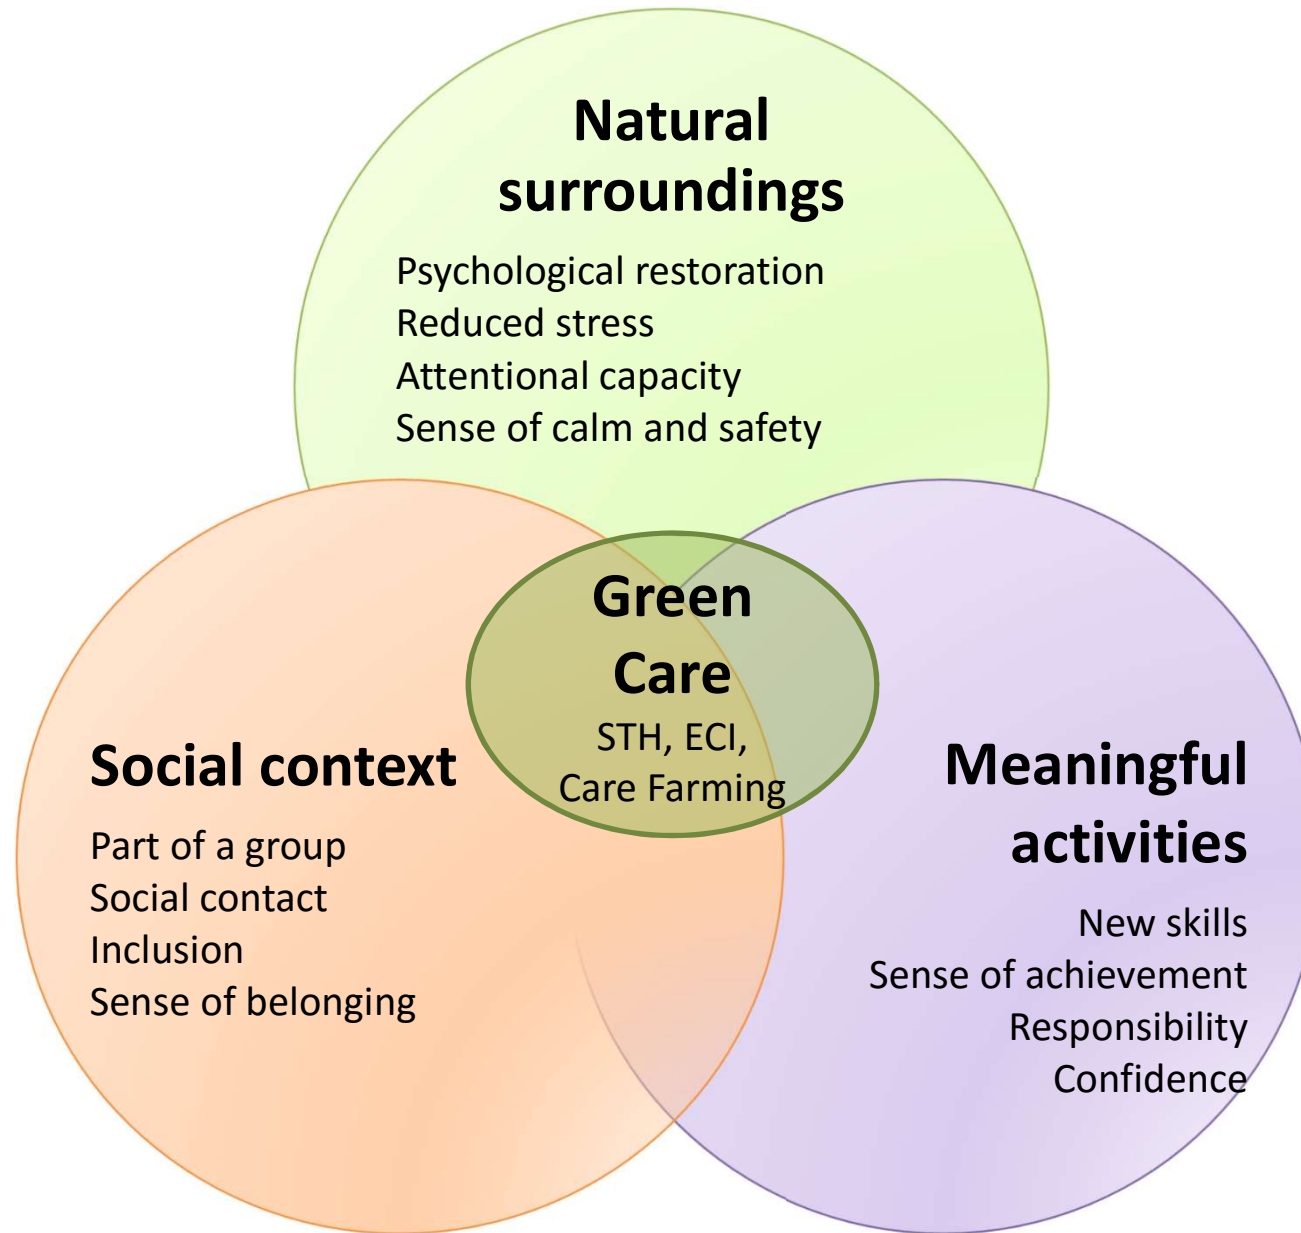 Natural
surroundings
Psychological restoration
Reduced stress
Attentional capacity
Sense of calm and safety
Green
Care
STH, ECI,
Care Farming
Social context
Part of a group
Social contact
Inclusion
Sense of belonging
Meaningful
activities
New skills
Sense of achievement
Responsibility
Confidence